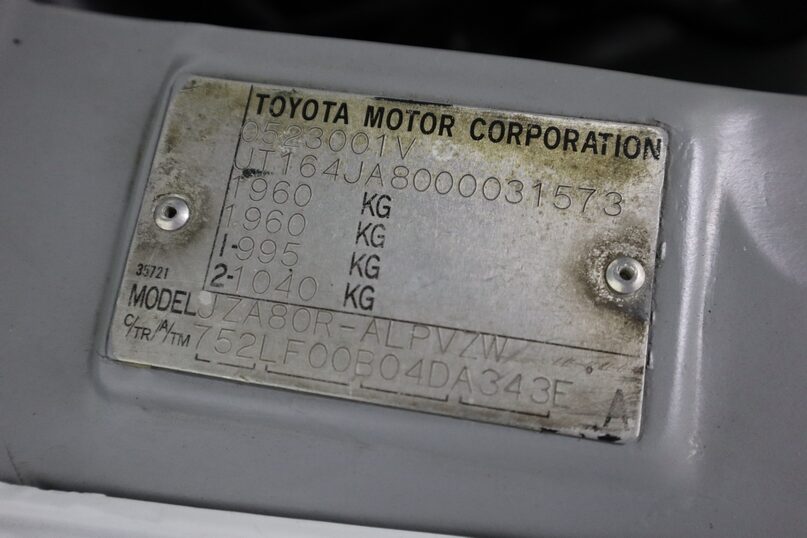 TOYOTA MOTOR CORPORATION
0523001V
JT164JA8000031573
1960 KG
1960 KG
1-995 KG
2-1040 KG
35721
MODEL JZA80R-ALPVZW
C/TR/A/TM 752LF00B04DA343E
A